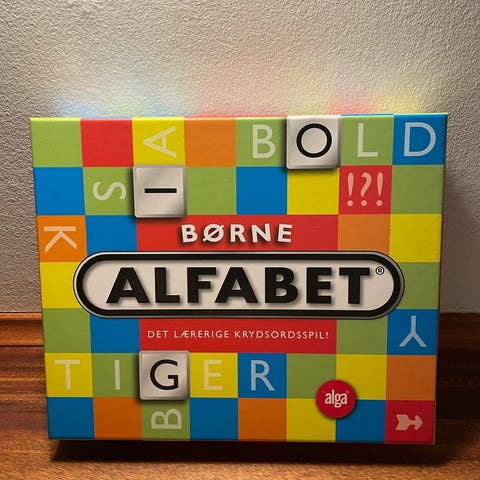 A BOLD
S I !?!
K BØRNE
ALFABET®
DET LÆRERIGE KRYDSORDSSPIL!
Y
TIGER
alga
B